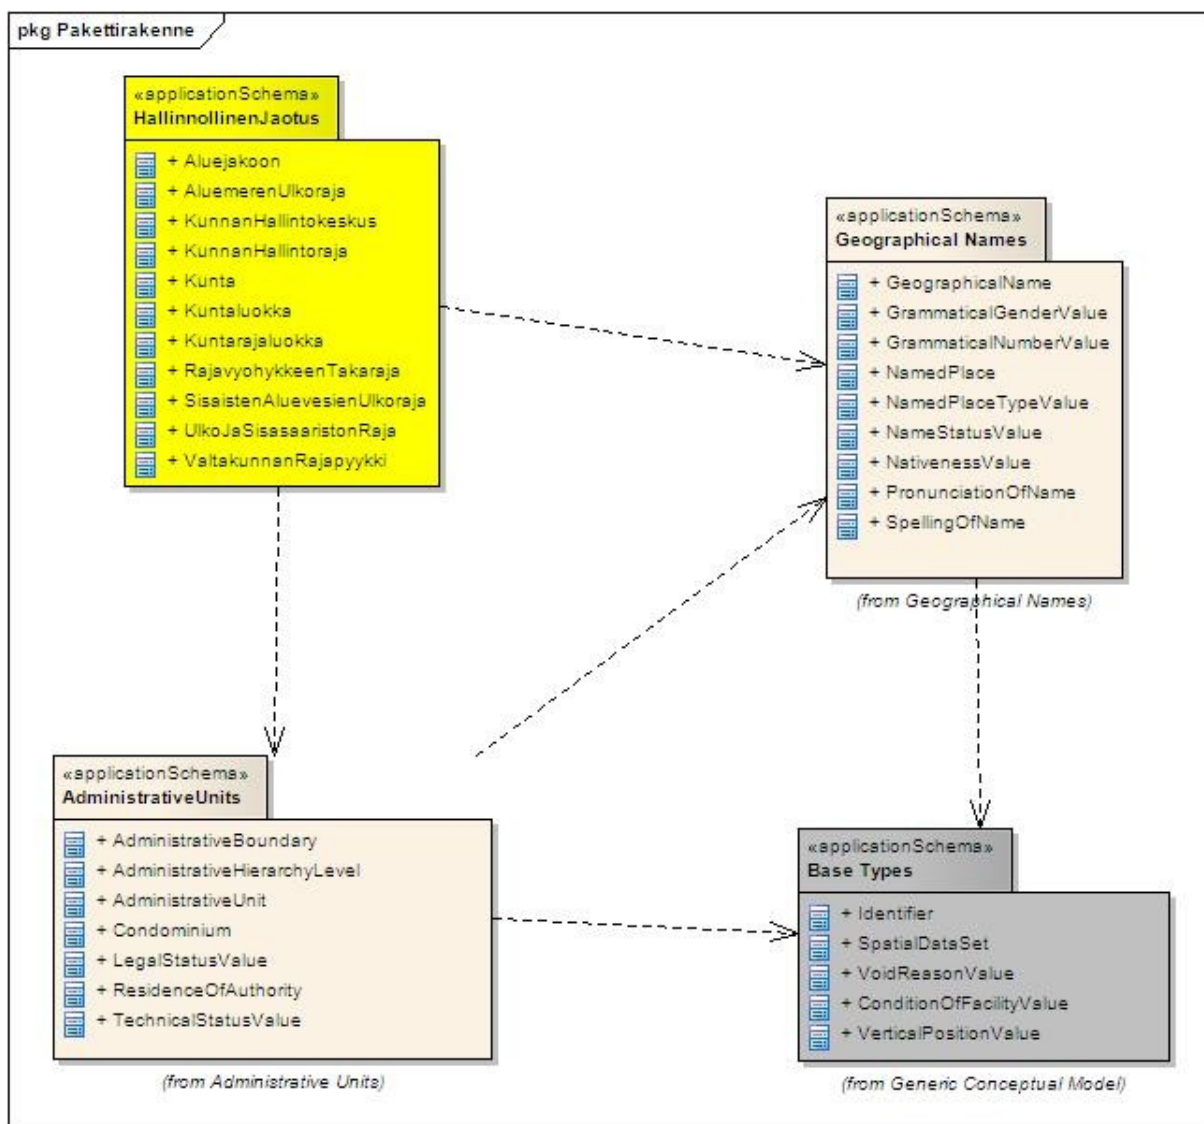 pkg Pakettirakenne
«applicationSchema»
HallinnollinenJaotus
+ Aluejakoon
+ AluemerenUlkoraja
+ KunnanHallintokeskus
+ KunnanHallintoraja
+ Kunta
+ Kuntaluokka
+ Kuntarajaluokka
+ RajavyohykkeenTakaraja
+ SisaistenAluevesienUlkoraja
+ UlkoJaSisasaaristonRaja
+ ValtakunnanRajapyykki
«applicationSchema»
Geographical Names
+ GeographicalName
+ GrammaticalGenderValue
+ GrammaticalNumberValue
+ NamedPlace
+ NamedPlaceTypeValue
+ NameStatusValue
+ NativenessValue
+ PronunciationOfName
+ SpellingOfName
(from Geographical Names)
«applicationSchema»
AdministrativeUnits
+ AdministrativeBoundary
+ AdministrativeHierarchyLevel
+ AdministrativeUnit
+ Condominium
+ LegalStatusValue
+ ResidenceOfAuthority
+ TechnicalStatusValue
(from Administrative Units)
«applicationSchema»
Base Types
+ Identifier
+ SpatialDataSet
+ VoidReasonValue
+ ConditionOfFacilityValue
+ VerticalPositionValue
(from Generic Conceptual Model)